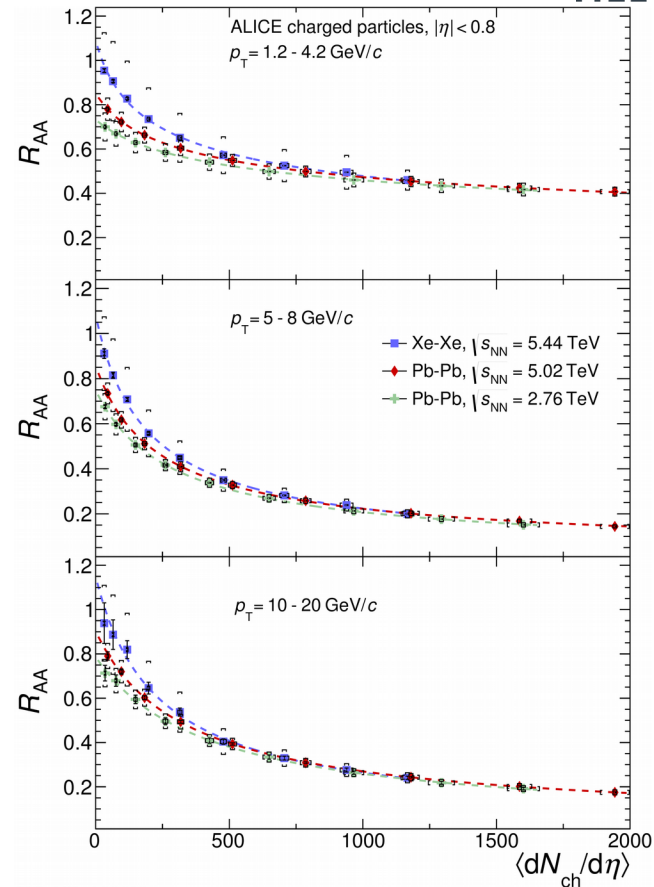 ALICE charged particles, |η| < 0.8
p_T = 1.2 - 4.2 GeV/c
R_AA
1.2
1
0.8
0.6
0.4
0.2
p_T = 5 - 8 GeV/c
Xe-Xe, √s_NN = 5.44 TeV
Pb-Pb, √s_NN = 5.02 TeV
Pb-Pb, √s_NN = 2.76 TeV
R_AA
1.2
1
0.8
0.6
0.4
0.2
p_T = 10 - 20 GeV/c
R_AA
1.2
1
0.8
0.6
0.4
0.2
0 500 1000 1500 2000
⟨dN_ch/dη⟩